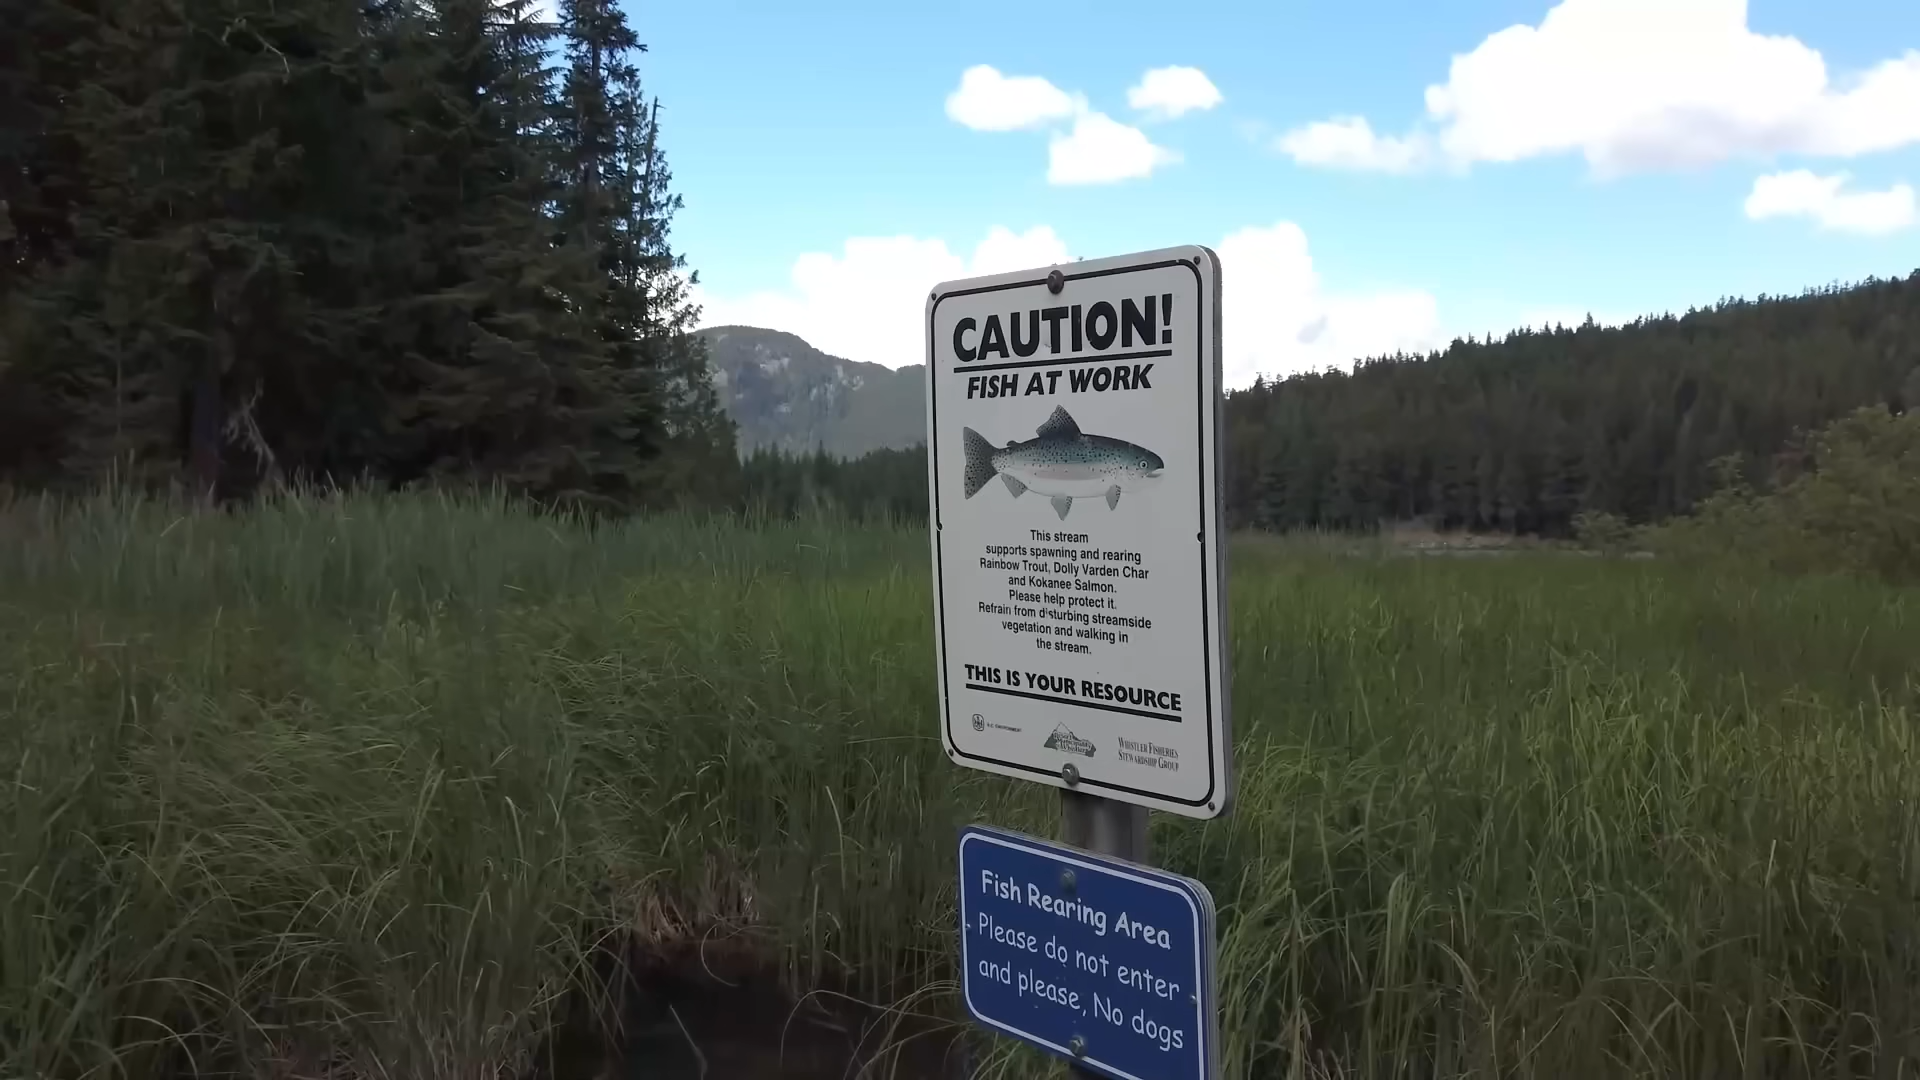 CAUTION!
FISH AT WORK
This stream
supports spawning and rearing
Rainbow Trout, Dolly Varden Char
and Kokanee Salmon.
Please help protect it.
Refrain from disturbing streamside
vegetation and walking in
the stream.
THIS IS YOUR RESOURCE
WHISTLER FISHERIES
STEWARDSHIP GROUP
Fish Rearing Area
Please do not enter
and please, No dogs